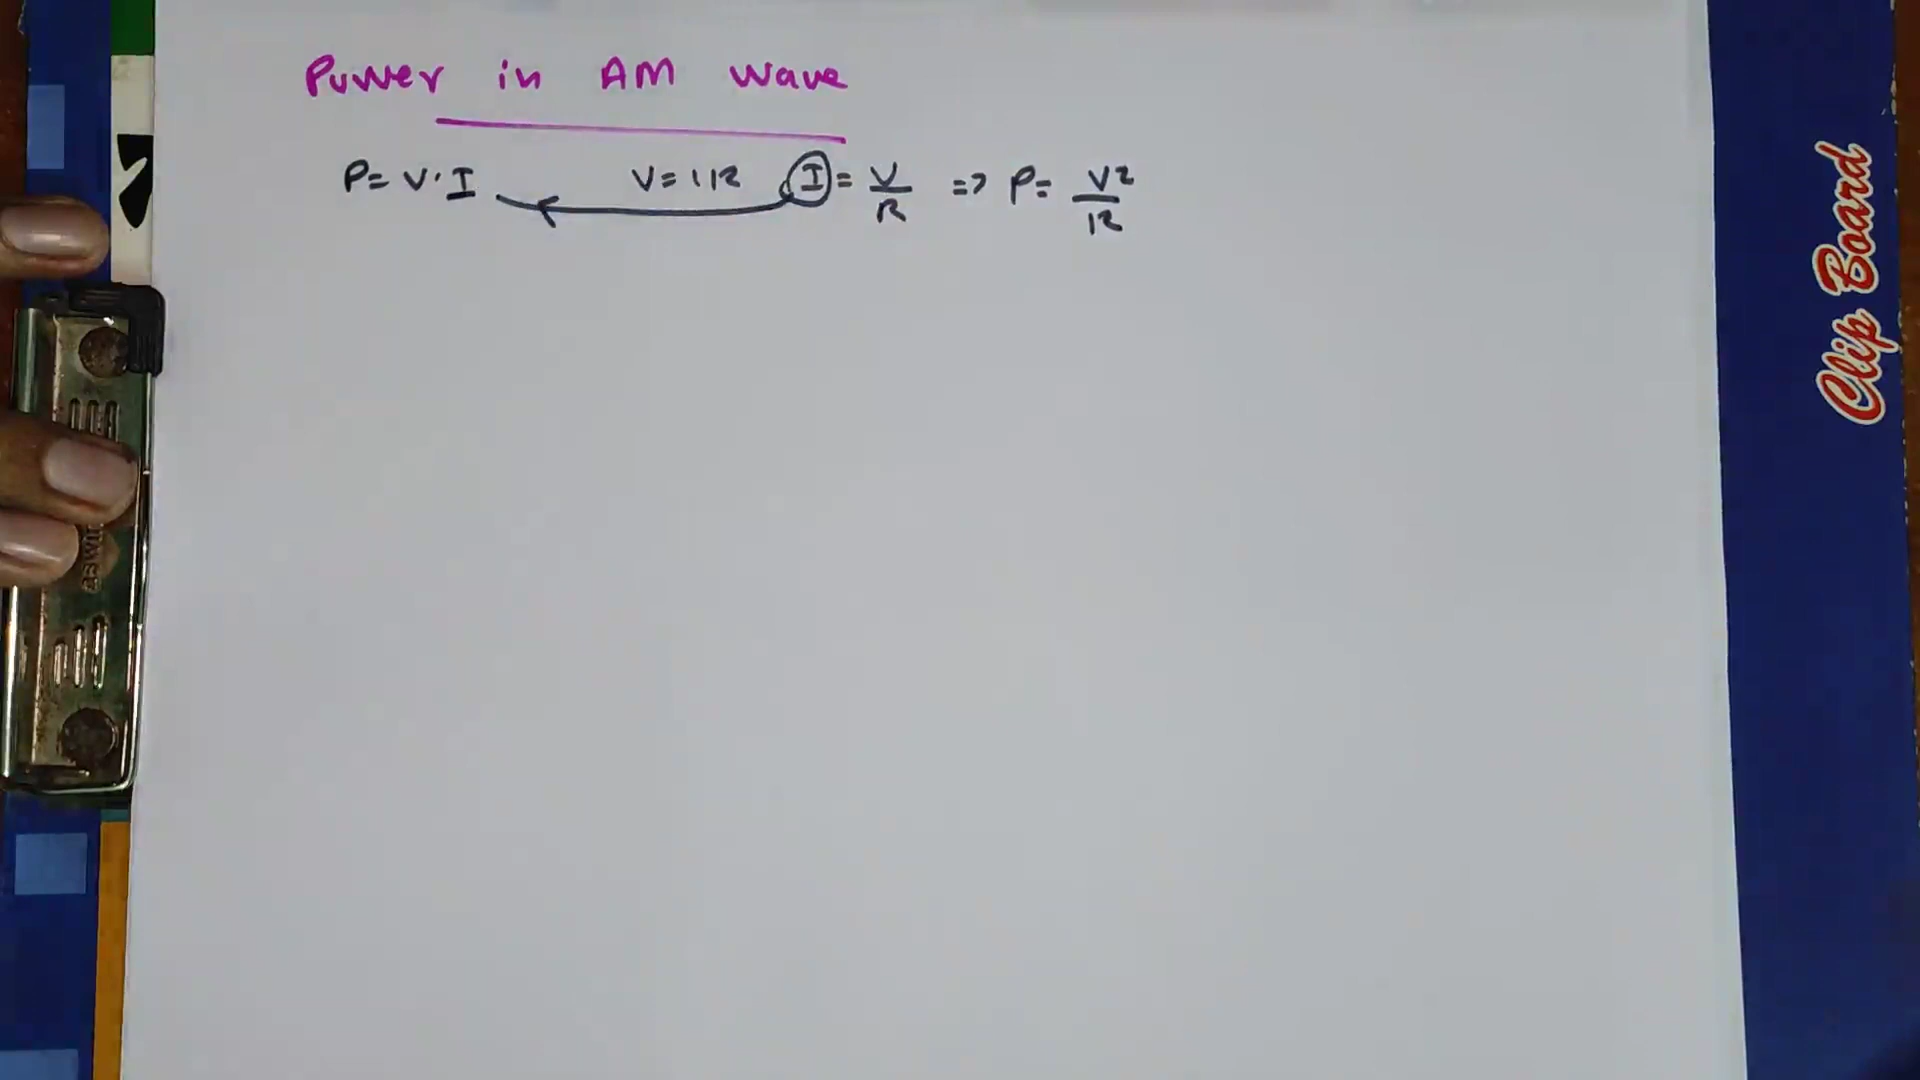 Power in AM Wave
P= V·I V=IR I= V/R => P= V²/R
Clip Board